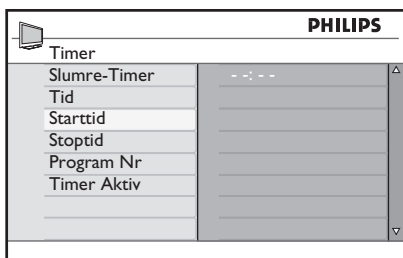 PHILIPS
Timer
Slumre-Timer - -: - -
Tid
Starttid
Stoptid
Program Nr
Timer Aktiv